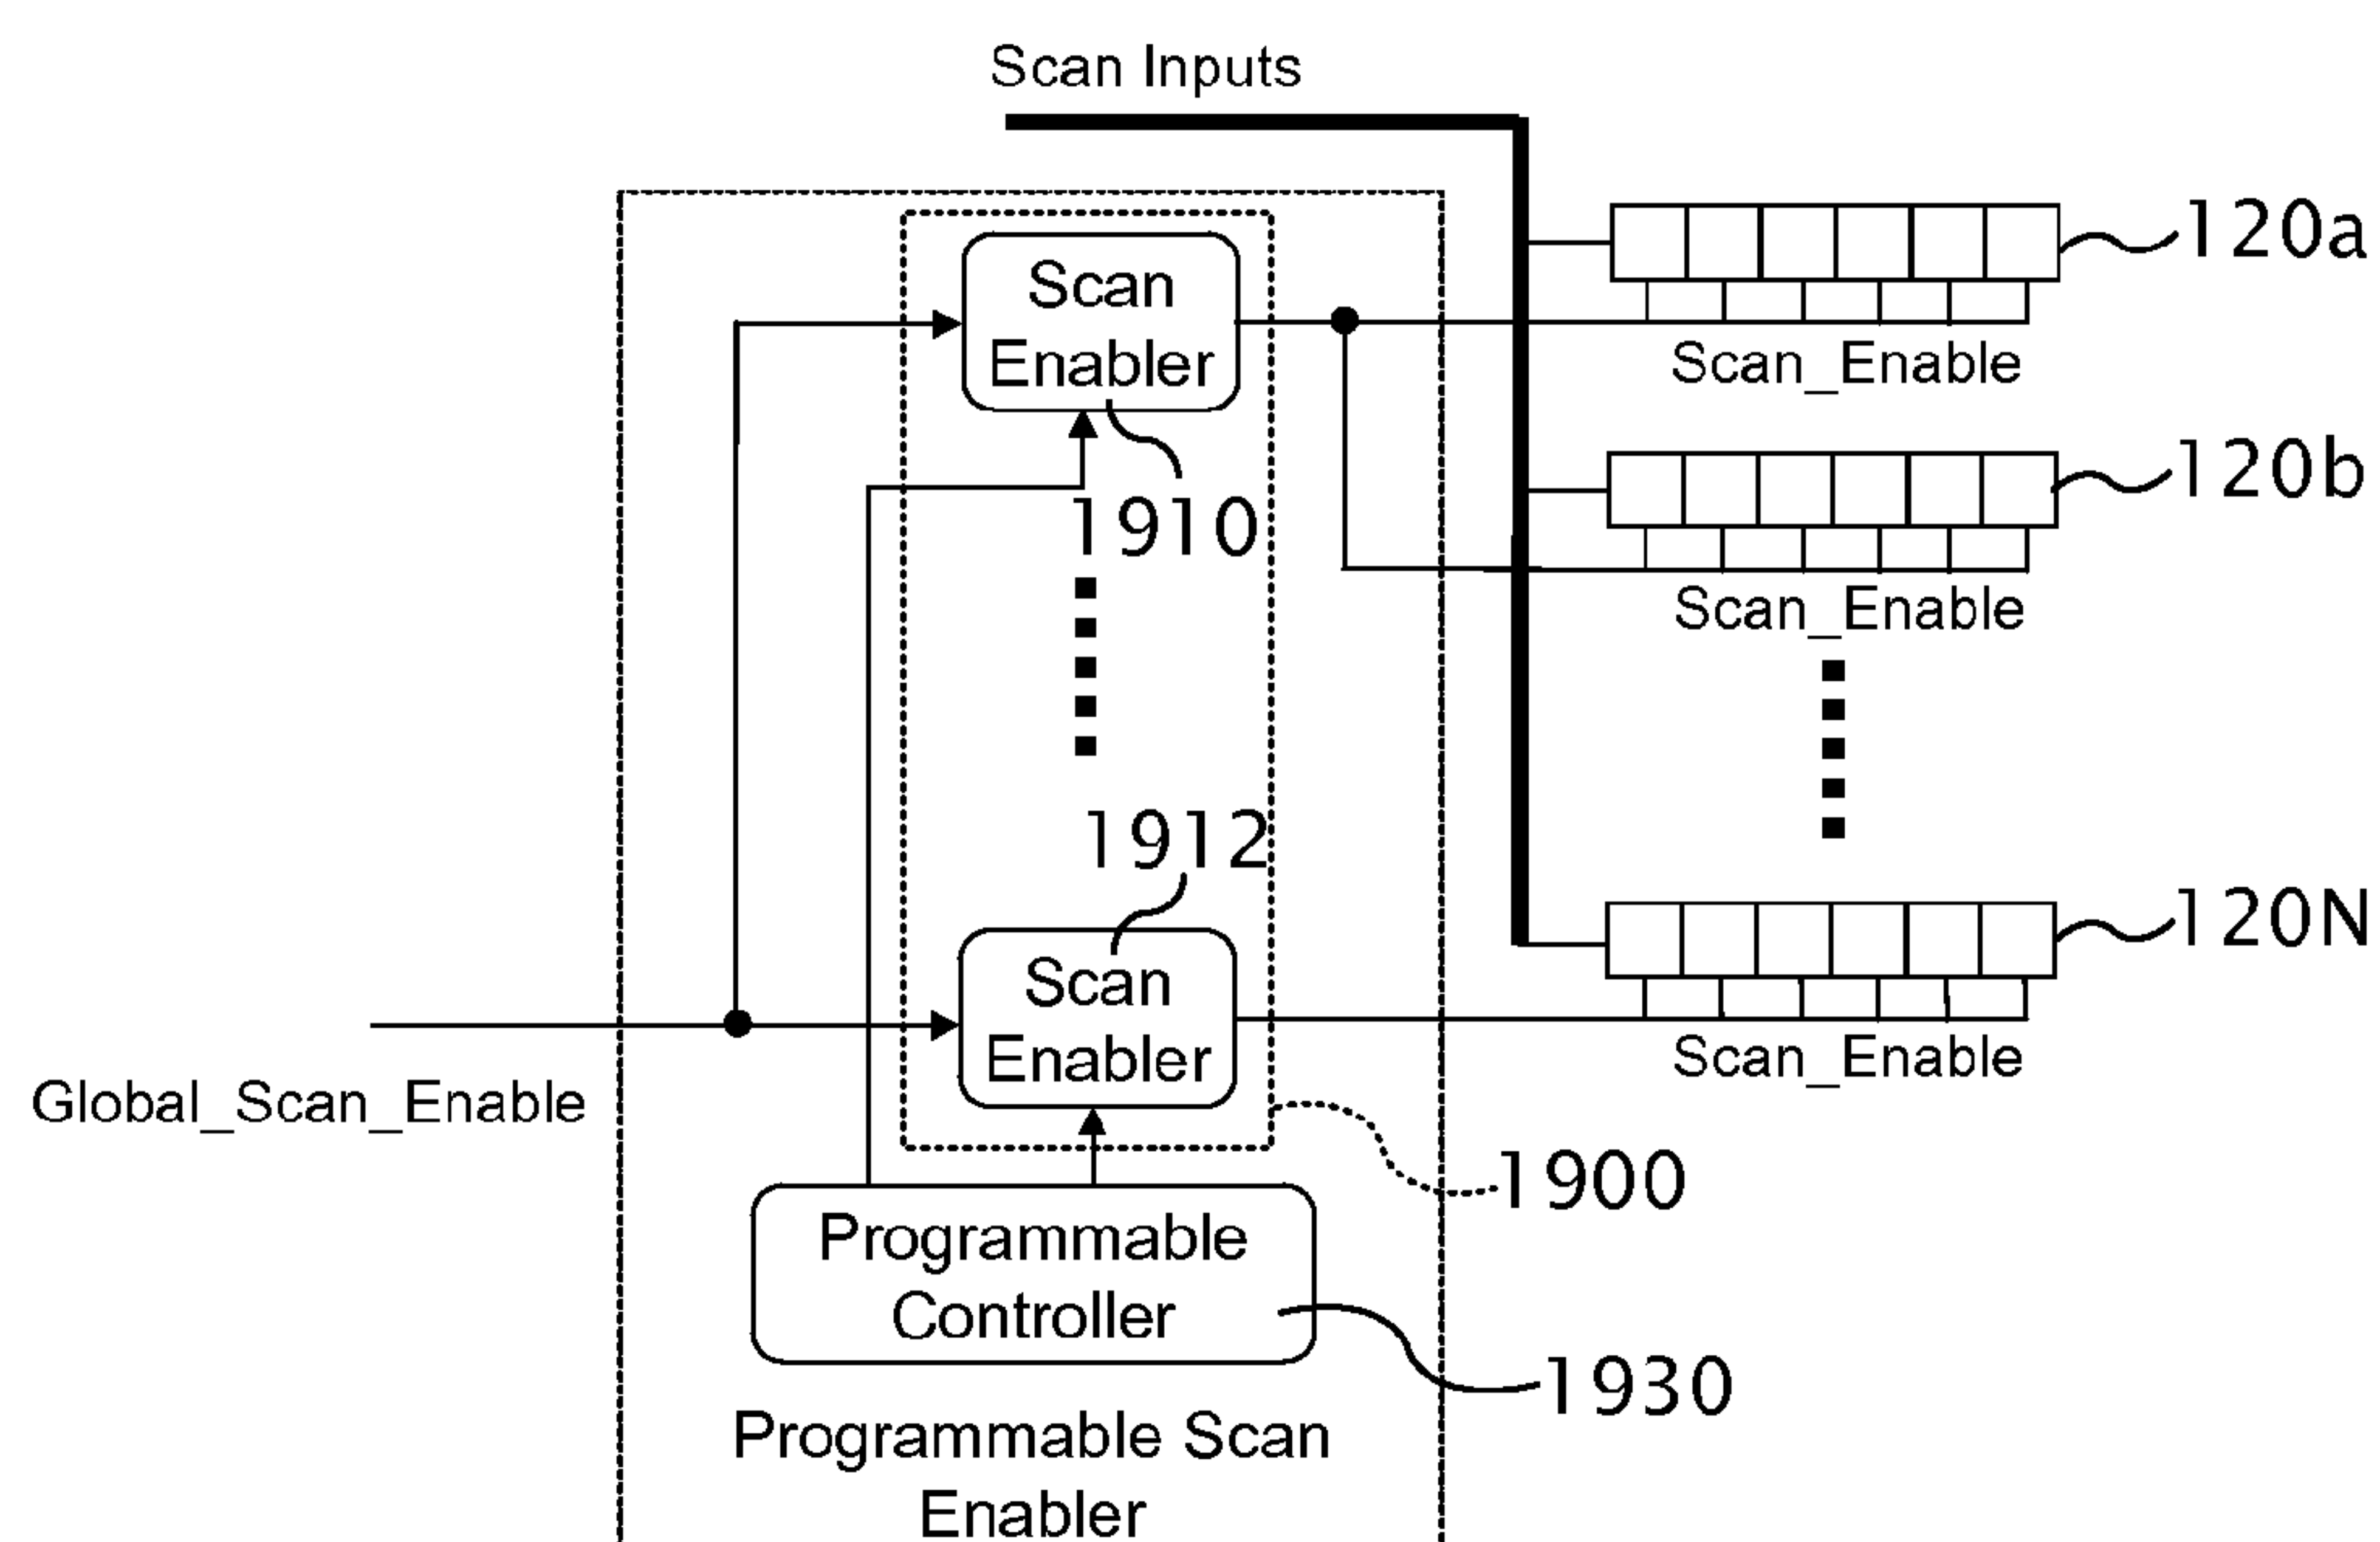 Scan Inputs
120a
Scan
Enabler
Scan_Enable
120b
1910
Scan_Enable
1912
120N
Scan
Enabler
Scan_Enable
Global_Scan_Enable
1900
Programmable
Controller
1930
Programmable Scan
Enabler